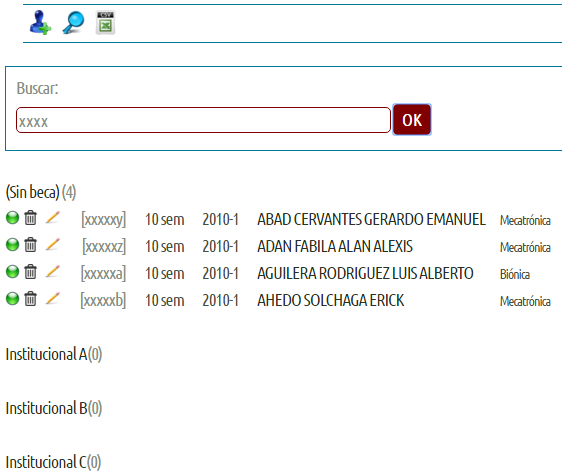 CSV
Buscar:
xxxx OK
(Sin beca) (4)
[xxxxxy] 10 sem 2010-1 ABAD CERVANTES GERARDO EMANUEL Mecatrónica
[xxxxxz] 10 sem 2010-1 ADAN FABILA ALAN ALEXIS Mecatrónica
[xxxxxa] 10 sem 2010-1 AGUILERA RODRIGUEZ LUIS ALBERTO Biónica
[xxxxxb] 10 sem 2010-1 AHEDO SOLCHAGA ERICK Mecatrónica
Institucional A(0)
Institucional B(0)
Institucional C(0)